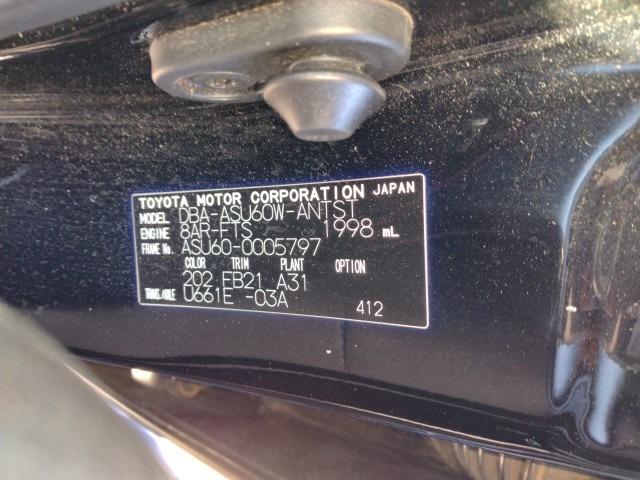 TOYOTA MOTOR CORPORATION JAPAN
MODEL DBA-ASU60W-ANTST
ENGINE 8AR-FTS 1998 mL
FRAME No. ASU60-0005797
COLOR TRIM PLANT OPTION
202 EB21 A31
TRANS./AXLE U661E -03A
412